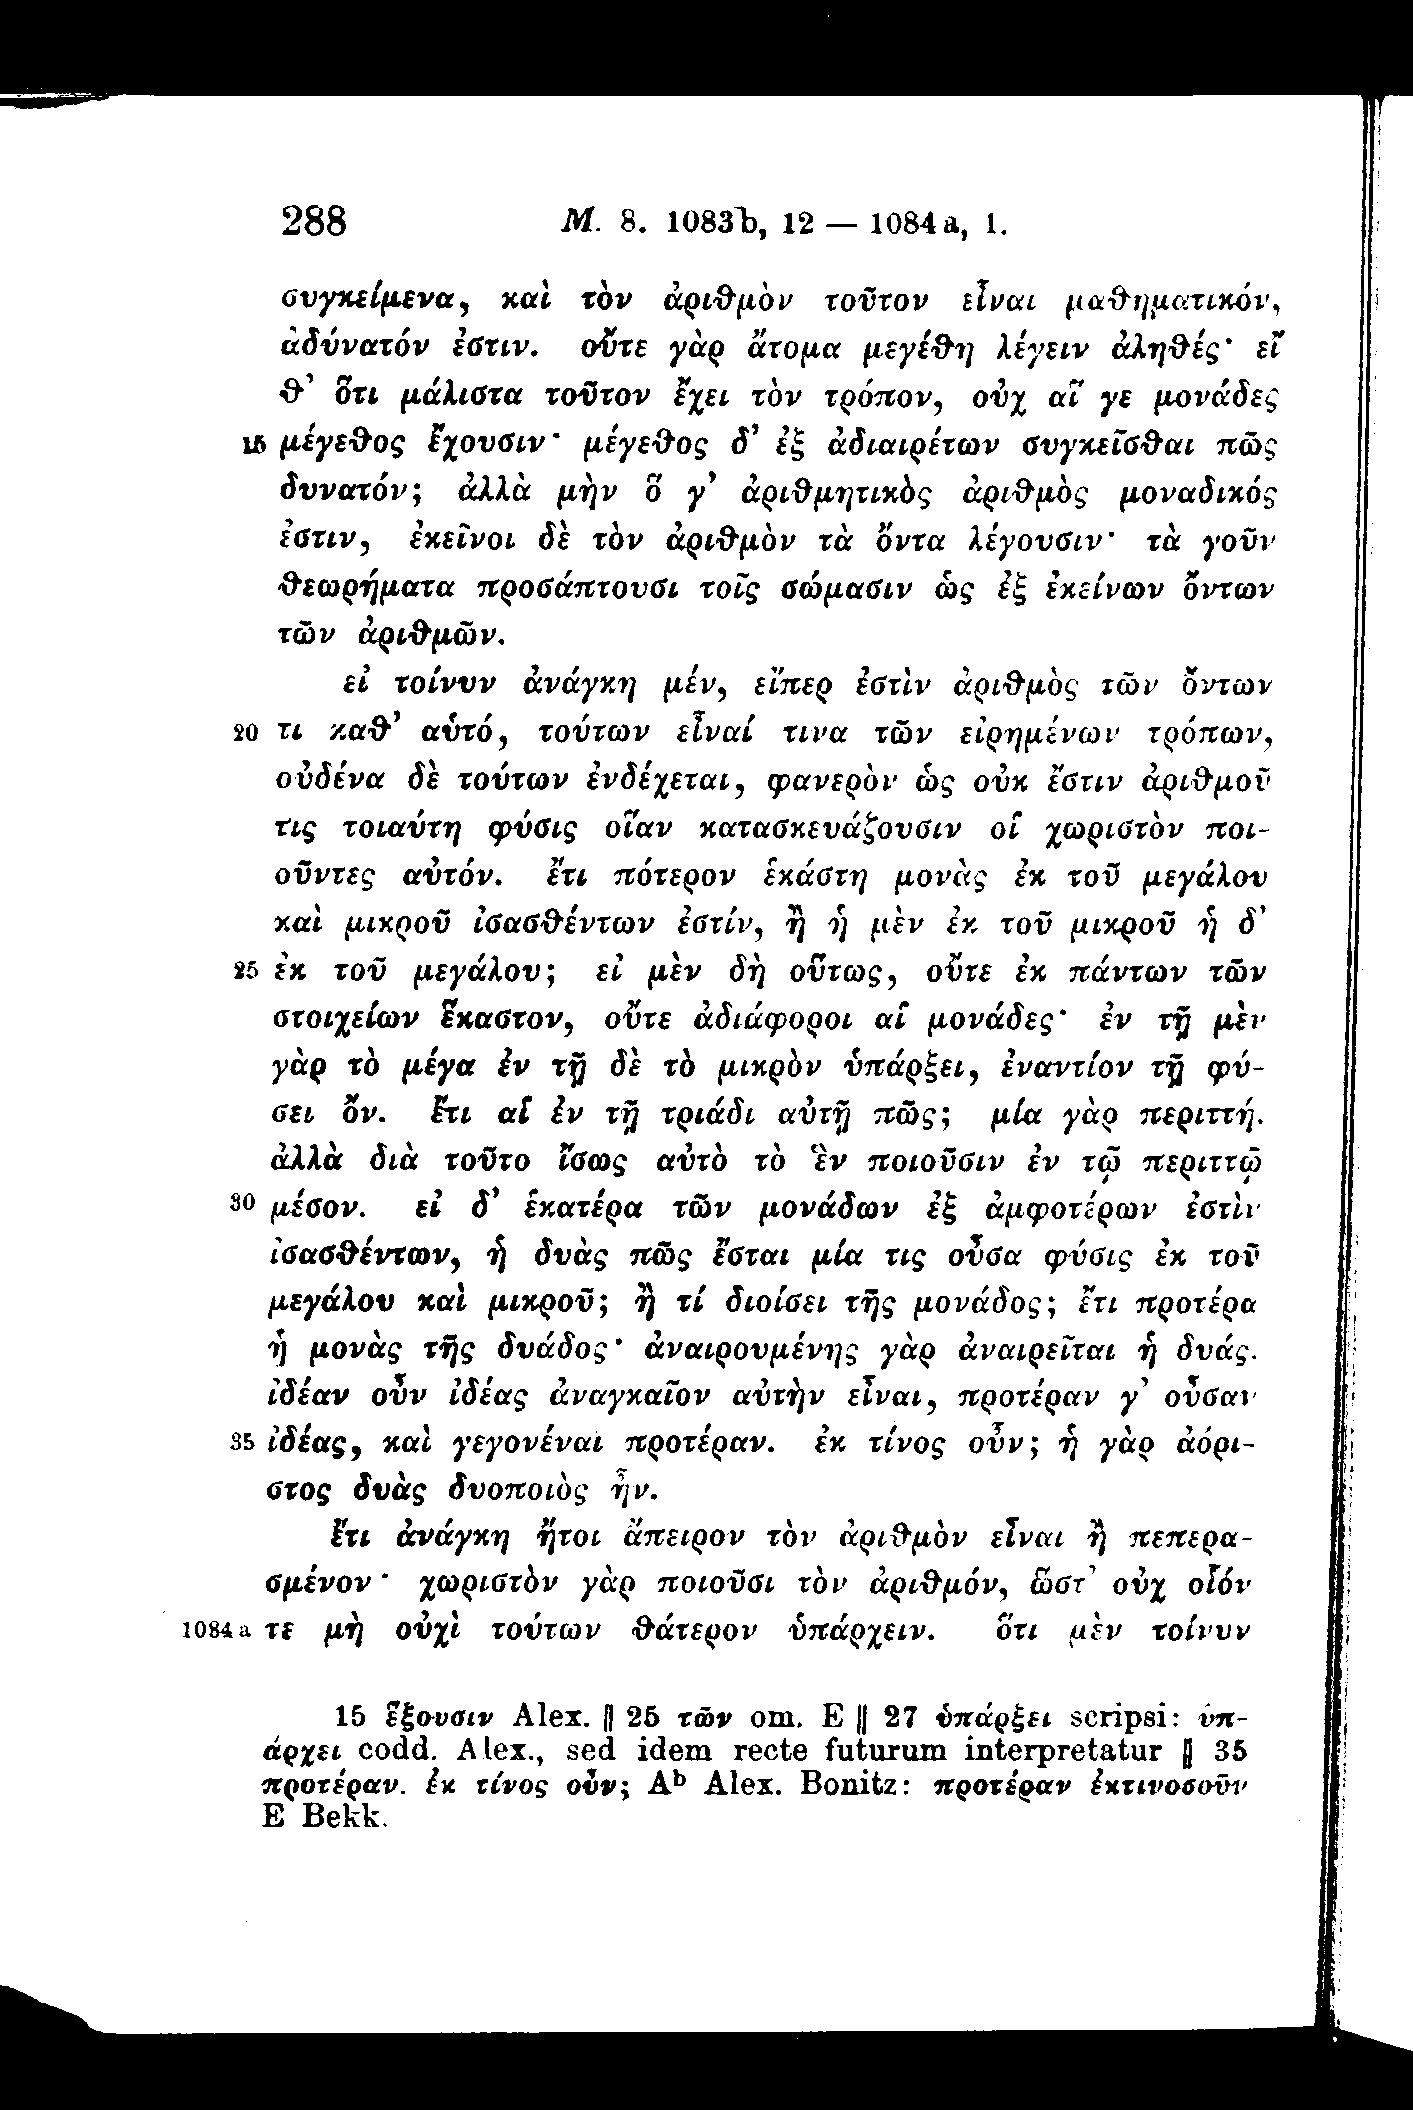 288 M. 8. 1083b, 12 — 1084a, 1.
συγκείμενα, καὶ τὸν ἀριθμὸν τοῦτον εἶναι μαθηματικόν,
ἀδύνατόν ἐστιν. οὔτε γὰρ ἄτομα μεγέθη λέγειν ἀληθές· εἴ
θ’ ὅτι μάλιστα τοῦτον ἔχει τὸν τρόπον, οὐχ αἵ γε μονάδες
15 μέγεθος ἔχουσιν· μέγεθος δ’ ἐξ ἀδιαιρέτων συγκεῖσθαι πῶς
δυνατόν; ἀλλὰ μὴν ὅ γ’ ἀριθμητικὸς ἀριθμὸς μοναδικός
ἐστιν, ἐκεῖνοι δὲ τὸν ἀριθμὸν τὰ ὄντα λέγουσιν· τὰ γοῦν
θεωρήματα προσάπτουσι τοῖς σώμασιν ὡς ἐξ ἐκείνων ὄντων
τῶν ἀριθμῶν.
εἰ τοίνυν ἀνάγκη μέν, εἴπερ ἐστὶν ἀριθμὸς τῶν ὄντων
20 τι καθ’ αὑτό, τούτων εἶναί τινα τῶν εἰρημένων τρόπων,
οὐδένα δὲ τούτων ἐνδέχεται, φανερὸν ὡς οὐκ ἔστιν ἀριθμοῦ
τις τοιαύτη φύσις οἵαν κατασκευάζουσιν οἱ χωριστὸν ποι-
οῦντες αὐτόν. ἔτι πότερον ἑκάστη μονὰς ἐκ τοῦ μεγάλου
καὶ μικροῦ ἰσασθέντων ἐστίν, ἢ ἡ μὲν ἐκ τοῦ μικροῦ ἡ δ’
25 ἐκ τοῦ μεγάλου; εἰ μὲν δὴ οὕτως, οὔτε ἐκ πάντων τῶν
στοιχείων ἕκαστον, οὔτε ἀδιάφοροι αἱ μονάδες· ἐν τῇ μὲν
γὰρ τὸ μέγα ἐν τῇ δὲ τὸ μικρὸν ὑπάρξει, ἐναντίον τῇ φύ-
σει ὄν. ἔτι αἱ ἐν τῇ τριάδι αὐτῇ πῶς; μία γὰρ περιττή.
ἀλλὰ διὰ τοῦτο ἴσως αὐτὸ τὸ ἓν ποιοῦσιν ἐν τῷ περιττῷ
30 μέσον. εἰ δ’ ἑκατέρα τῶν μονάδων ἐξ ἀμφοτέρων ἐστὶν
ἰσασθέντων, ἡ δυὰς πῶς ἔσται μία τις οὖσα φύσις ἐκ τοῦ
μεγάλου καὶ μικροῦ; ἢ τί διοίσει τῆς μονάδος; ἔτι προτέρα
ἡ μονὰς τῆς δυάδος· ἀναιρουμένης γὰρ ἀναιρεῖται ἡ δυάς.
ἰδέαν οὖν ἰδέας ἀναγκαῖον αὐτὴν εἶναι, προτέραν γ’ οὖσαν
35 ἰδέας, καὶ γεγονέναι προτέραν. ἐκ τίνος οὖν; ἡ γὰρ ἀόρι-
στος δυὰς δυοποιὸς ἦν.
ἔτι ἀνάγκη ἤτοι ἄπειρον τὸν ἀριθμὸν εἶναι ἢ πεπερα-
σμένον· χωριστὸν γὰρ ποιοῦσι τὸν ἀριθμόν, ὥστ’ οὐχ οἷόν
1084a τε μὴ οὐχὶ τούτων θάτερον ὑπάρχειν. ὅτι μὲν τοίνυν
15 ἕξουσιν Alex. || 25 τῶν om. E || 27 ὑπάρξει scripsi: ὑπ-
άρχει codd. Alex., sed idem recte futurum interpretatur || 35
προτέραν. ἐκ τίνος οὖν; Aᵇ Alex. Bonitz: προτέραν ἐκτινοσοῦν
E Bekk.